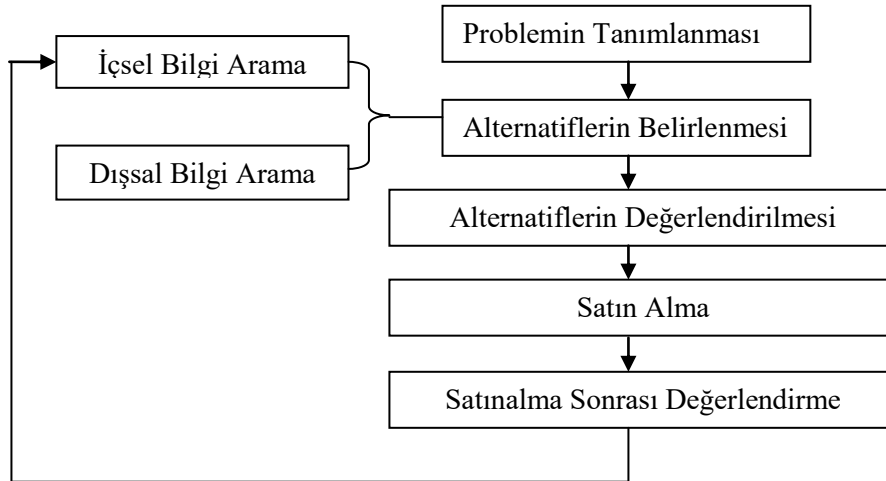 Problemin Tanımlanması
İçsel Bilgi Arama
Alternatiflerin Belirlenmesi
Dışsal Bilgi Arama
Alternatiflerin Değerlendirilmesi
Satın Alma
Satınalma Sonrası Değerlendirme